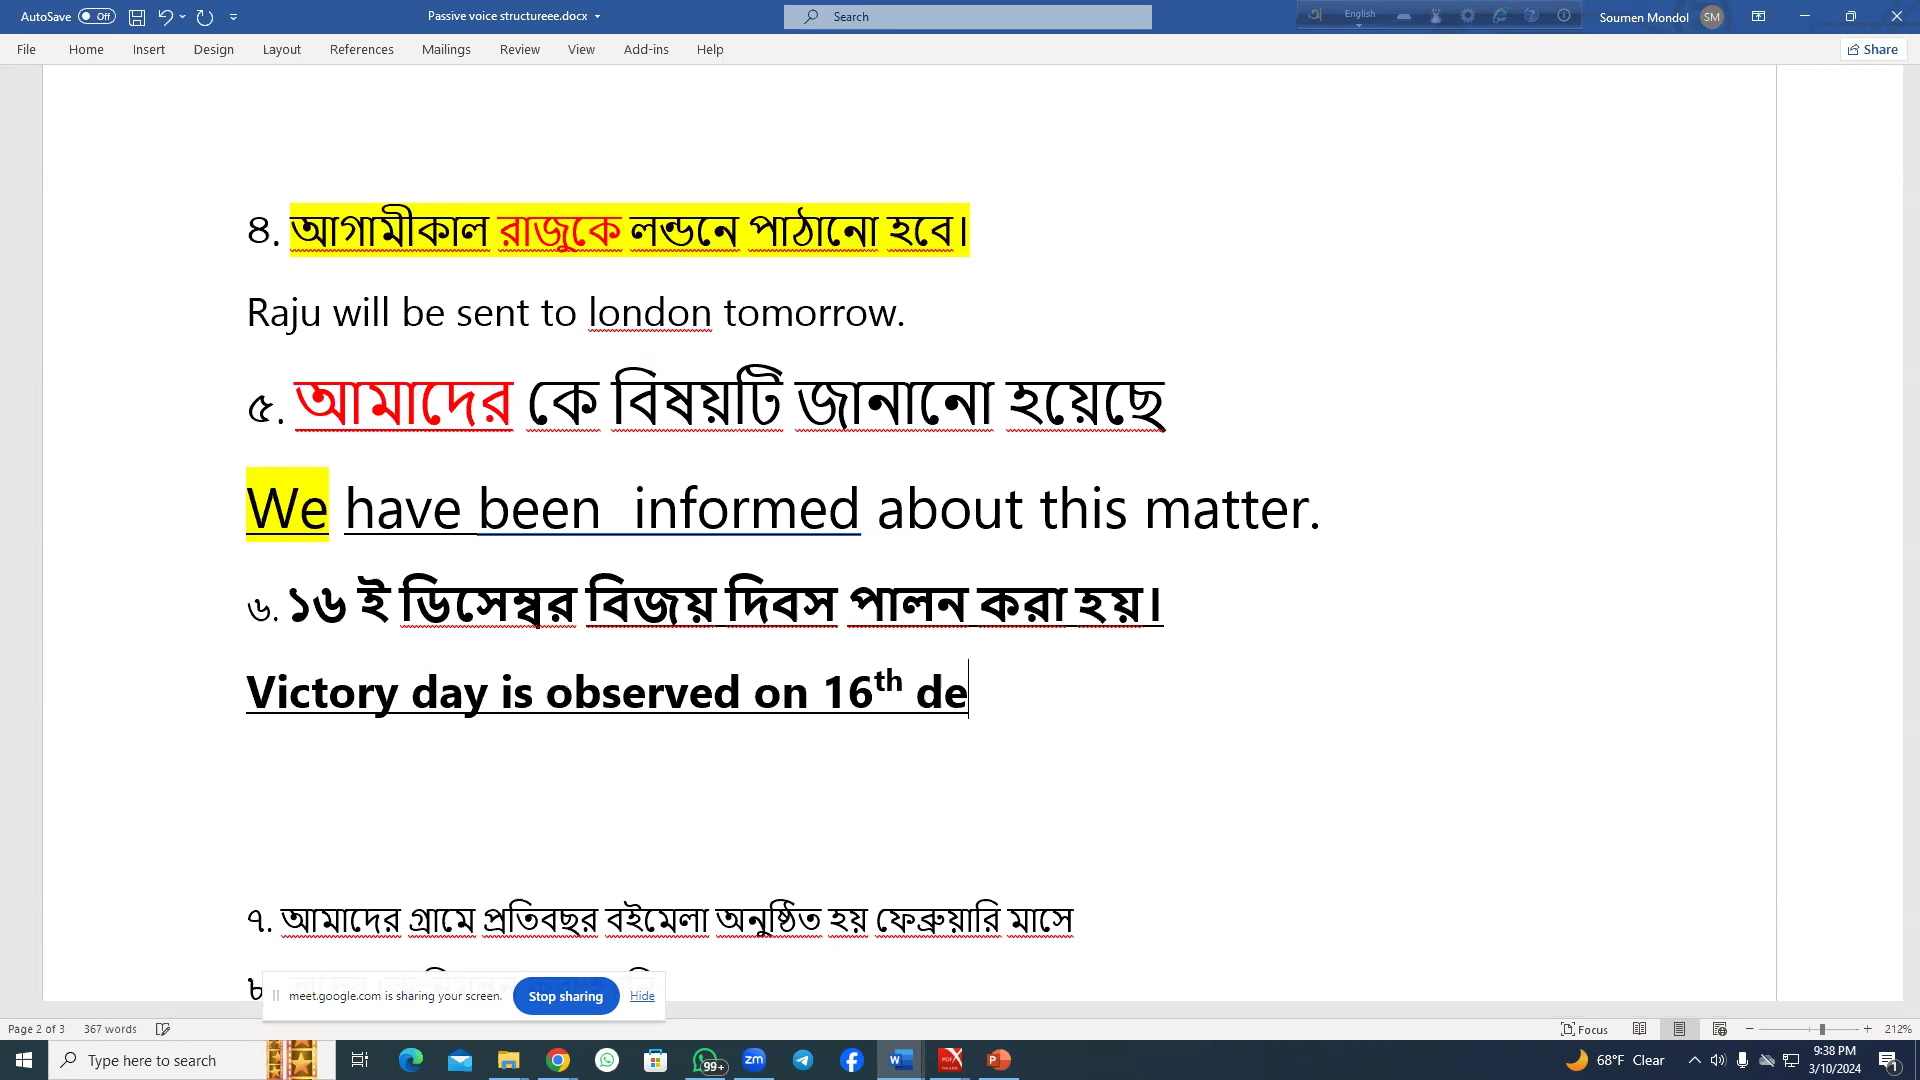 AutoSave Off Passive voice structureee.docx Search English Soumen Mondol SM
File Home Insert Design Layout References Mailings Review View Add-ins Help Share
৪. আগামীকাল রাজুকে লন্ডনে পাঠানো হবে।
Raju will be sent to london tomorrow.
৫. আমাদের কে বিষয়টি জানানো হয়েছে
We have been informed about this matter.
৬. ১৬ ই ডিসেম্বর বিজয় দিবস পালন করা হয়।
Victory day is observed on 16th de
৭. আমাদের গ্রামে প্রতিবছর বইমেলা অনুষ্ঠিত হয় ফেব্রুয়ারি মাসে
৮
meet.google.com is sharing your screen. Stop sharing Hide
Page 2 of 3 367 words Focus 212%
Type here to search 99+ zm 68°F Clear 9:38 PM
3/10/2024 1